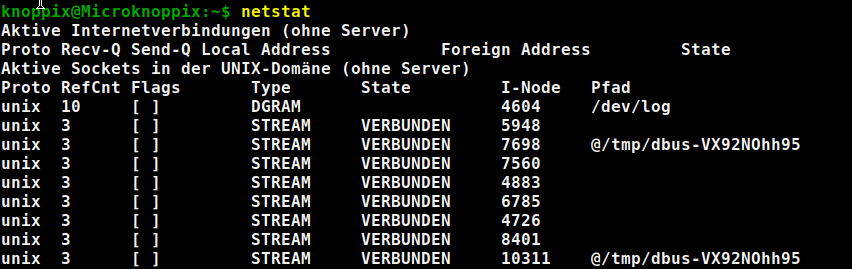 knoppix@Microknoppix:~$ netstat
Aktive Internetverbindungen (ohne Server)
Proto Recv-Q Send-Q Local Address           Foreign Address         State
Aktive Sockets in der UNIX-Domäne (ohne Server)
Proto RefCnt Flags       Type       State         I-Node   Pfad
unix  10     [ ]         DGRAM                    4604     /dev/log
unix  3      [ ]         STREAM     VERBUNDEN     5948
unix  3      [ ]         STREAM     VERBUNDEN     7698     @/tmp/dbus-VX92NOhh95
unix  3      [ ]         STREAM     VERBUNDEN     7560
unix  3      [ ]         STREAM     VERBUNDEN     4883
unix  3      [ ]         STREAM     VERBUNDEN     6785
unix  3      [ ]         STREAM     VERBUNDEN     4726
unix  3      [ ]         STREAM     VERBUNDEN     8401
unix  3      [ ]         STREAM     VERBUNDEN     10311    @/tmp/dbus-VX92NOhh95